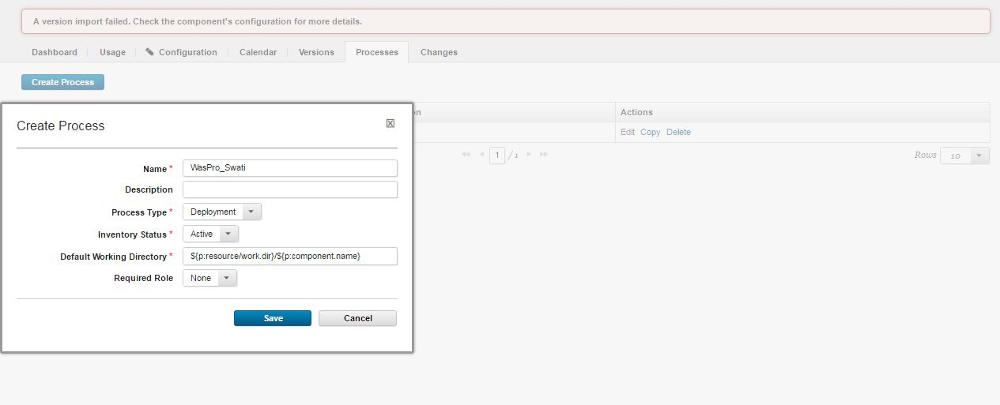 A version import failed. Check the component's configuration for more details.
Dashboard Usage Configuration Calendar Versions Processes Changes
Create Process
Actions
Edit Copy Delete
1 / 1
Rows 10
Create Process
Name * WasPro_Swati
Description
Process Type * Deployment
Inventory Status * Active
Default Working Directory * ${p:resource/work.dir}/${p:component.name}
Required Role None
Save Cancel